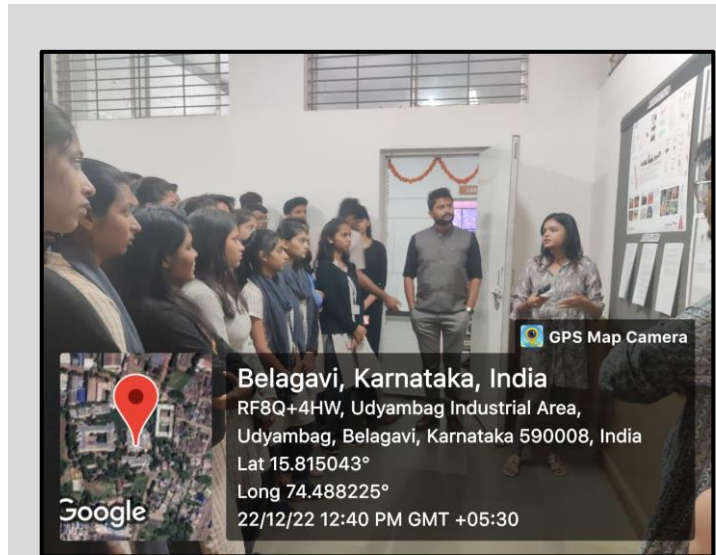 GPS Map Camera
Belagavi, Karnataka, India
RF8Q+4HW, Udyambag Industrial Area,
Udyambag, Belagavi, Karnataka 590008, India
Lat 15.815043°
Long 74.488225°
22/12/22 12:40 PM GMT +05:30
Google